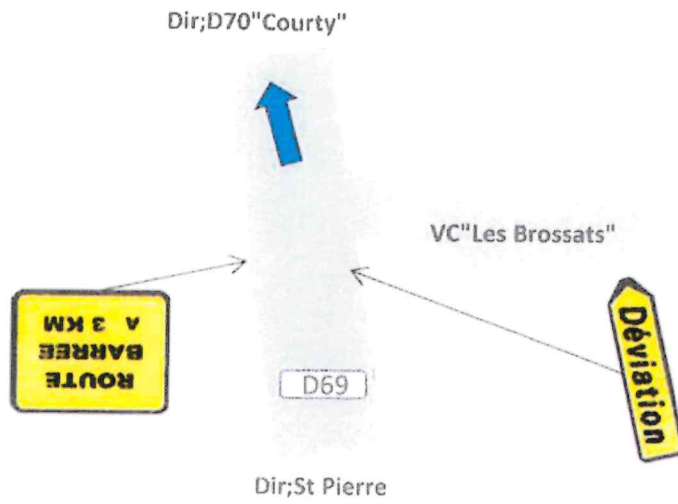 Dir;D70"Courty"
VC"Les Brossats"
ROUTE
BARREE
A 3 KM
Déviation
D69
Dir;St Pierre